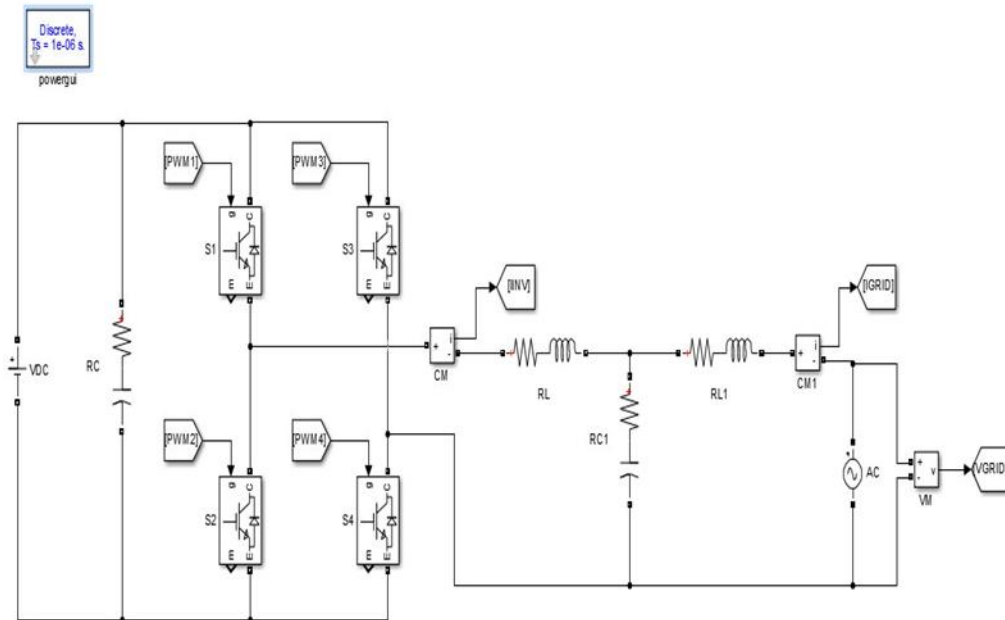 Discrete,
Ts = 1e-06 s.
powergui
[PWM1]
[PWM3]
g
C
S1
m
E
g
C
S3
m
E
[IINV]
[IGRID]
VDC
RC
+
-
i
CM
RL
RL1
+
-
i
CM1
RC1
[PWM2]
[PWM4]
g
C
S2
m
E
g
C
S4
m
E
AC
+
-
v
VM
[VGRID